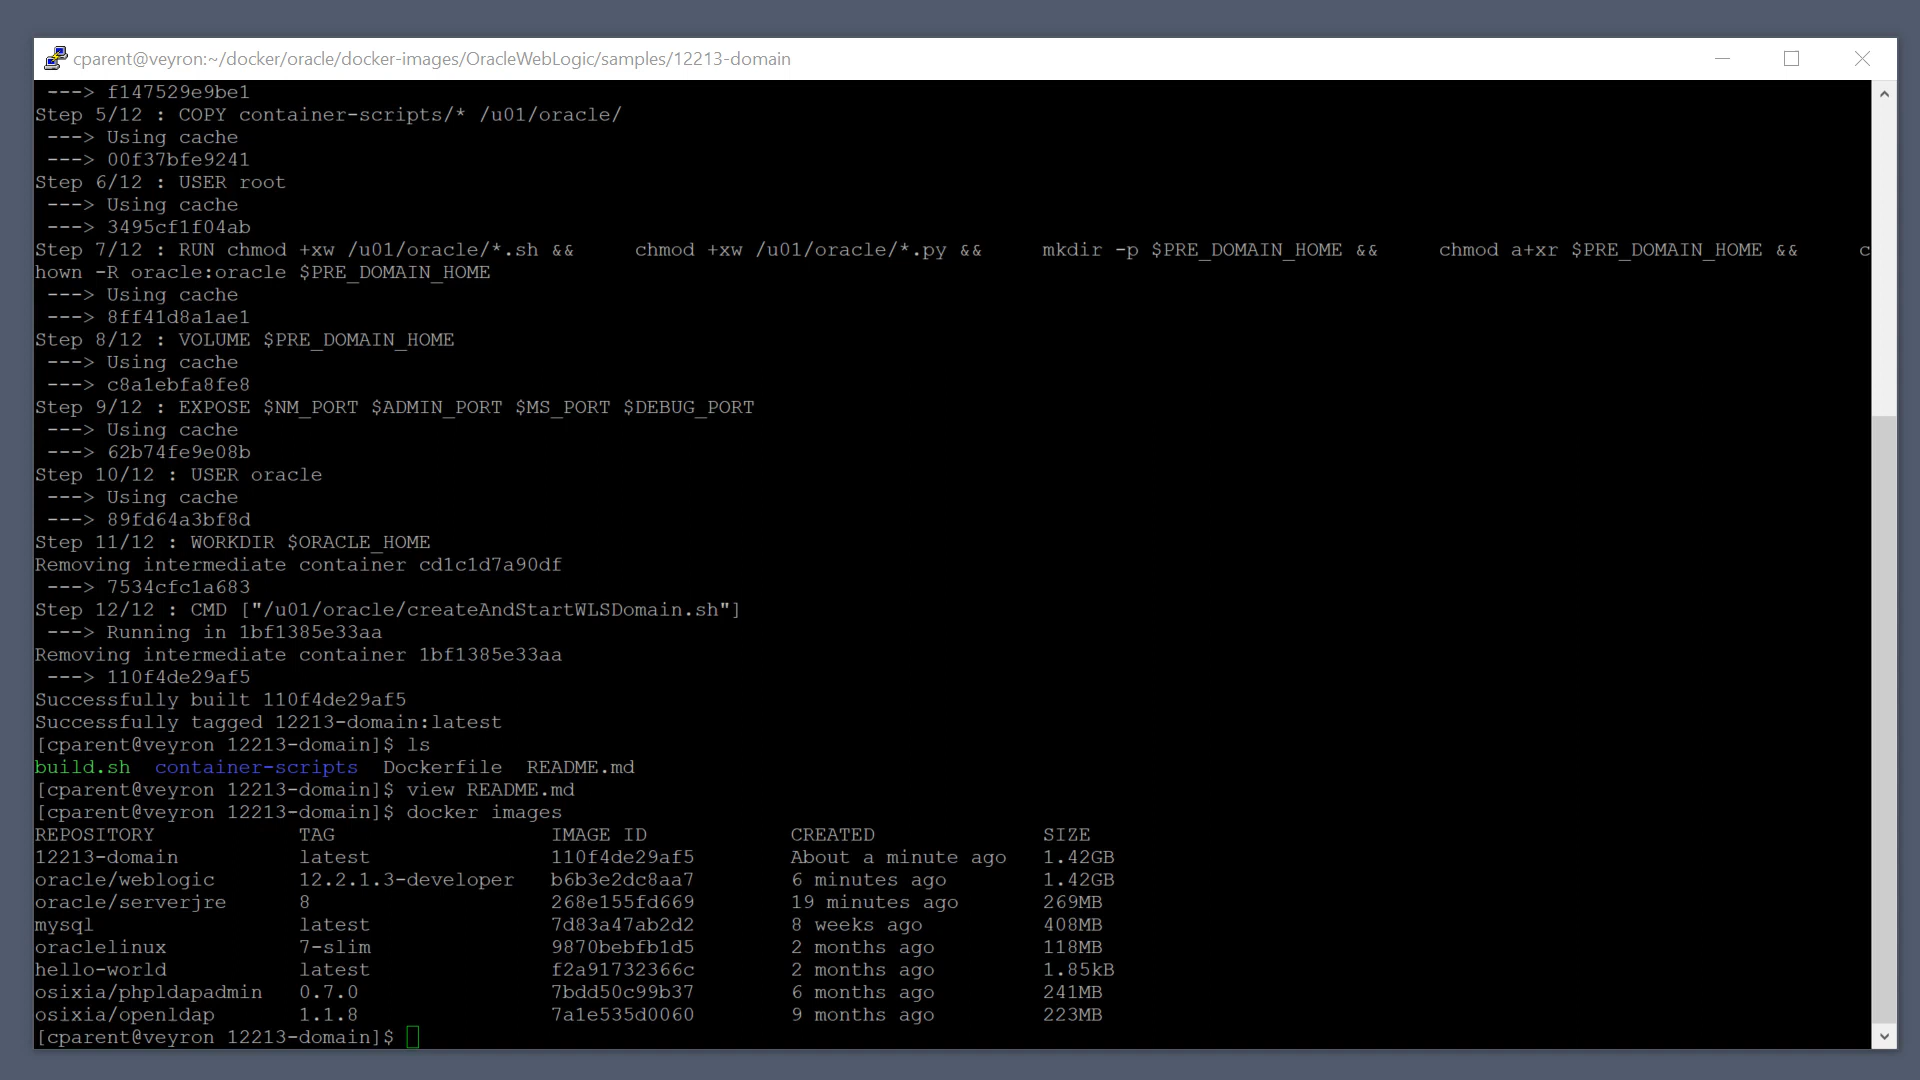 cparent@veyron:~/docker/oracle/docker-images/OracleWebLogic/samples/12213-domain
 ---> f147529e9be1
Step 5/12 : COPY container-scripts/* /u01/oracle/
 ---> Using cache
 ---> 00f37bfe9241
Step 6/12 : USER root
 ---> Using cache
 ---> 3495cf1f04ab
Step 7/12 : RUN chmod +xw /u01/oracle/*.sh &&     chmod +xw /u01/oracle/*.py &&     mkdir -p $PRE_DOMAIN_HOME &&     chmod a+xr $PRE_DOMAIN_HOME &&     c
hown -R oracle:oracle $PRE_DOMAIN_HOME
 ---> Using cache
 ---> 8ff41d8a1ae1
Step 8/12 : VOLUME $PRE_DOMAIN_HOME
 ---> Using cache
 ---> c8a1ebfa8fe8
Step 9/12 : EXPOSE $NM_PORT $ADMIN_PORT $MS_PORT $DEBUG_PORT
 ---> Using cache
 ---> 62b74fe9e08b
Step 10/12 : USER oracle
 ---> Using cache
 ---> 89fd64a3bf8d
Step 11/12 : WORKDIR $ORACLE_HOME
Removing intermediate container cd1c1d7a90df
 ---> 7534cfc1a683
Step 12/12 : CMD ["/u01/oracle/createAndStartWLSDomain.sh"]
 ---> Running in 1bf1385e33aa
Removing intermediate container 1bf1385e33aa
 ---> 110f4de29af5
Successfully built 110f4de29af5
Successfully tagged 12213-domain:latest
[cparent@veyron 12213-domain]$ ls
build.sh  container-scripts  Dockerfile  README.md
[cparent@veyron 12213-domain]$ view README.md
[cparent@veyron 12213-domain]$ docker images
REPOSITORY            TAG                  IMAGE ID            CREATED              SIZE
12213-domain          latest               110f4de29af5        About a minute ago   1.42GB
oracle/weblogic       12.2.1.3-developer   b6b3e2dc8aa7        6 minutes ago        1.42GB
oracle/serverjre      8                    268e155fd669        19 minutes ago       269MB
mysql                 latest               7d83a47ab2d2        8 weeks ago          408MB
oraclelinux           7-slim               9870bebfb1d5        2 months ago         118MB
hello-world           latest               f2a91732366c        2 months ago         1.85kB
osixia/phpldapadmin   0.7.0                7bdd50c99b37        6 months ago         241MB
osixia/openldap       1.1.8                7a1e535d0060        9 months ago         223MB
[cparent@veyron 12213-domain]$